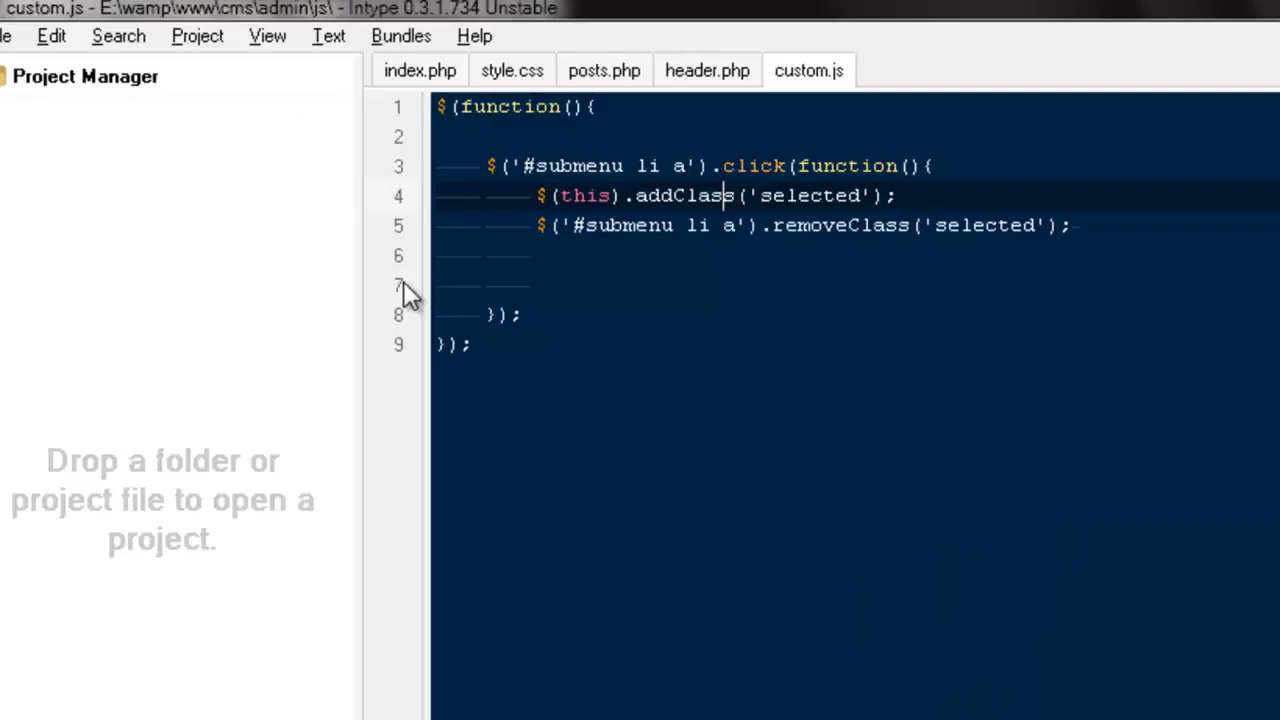 custom.js - E:\wamp\www\cms\admin\js\ - Intype 0.3.1.734 Unstable
le Edit Search Project View Text Bundles Help
Project Manager
index.php style.css posts.php header.php custom.js
1 $(function(){
2
3 $('#submenu li a').click(function(){
4 $(this).addClass('selected');
5 $('#submenu li a').removeClass('selected');
6
7
8 });
9 });
Drop a folder or
project file to open a
project.